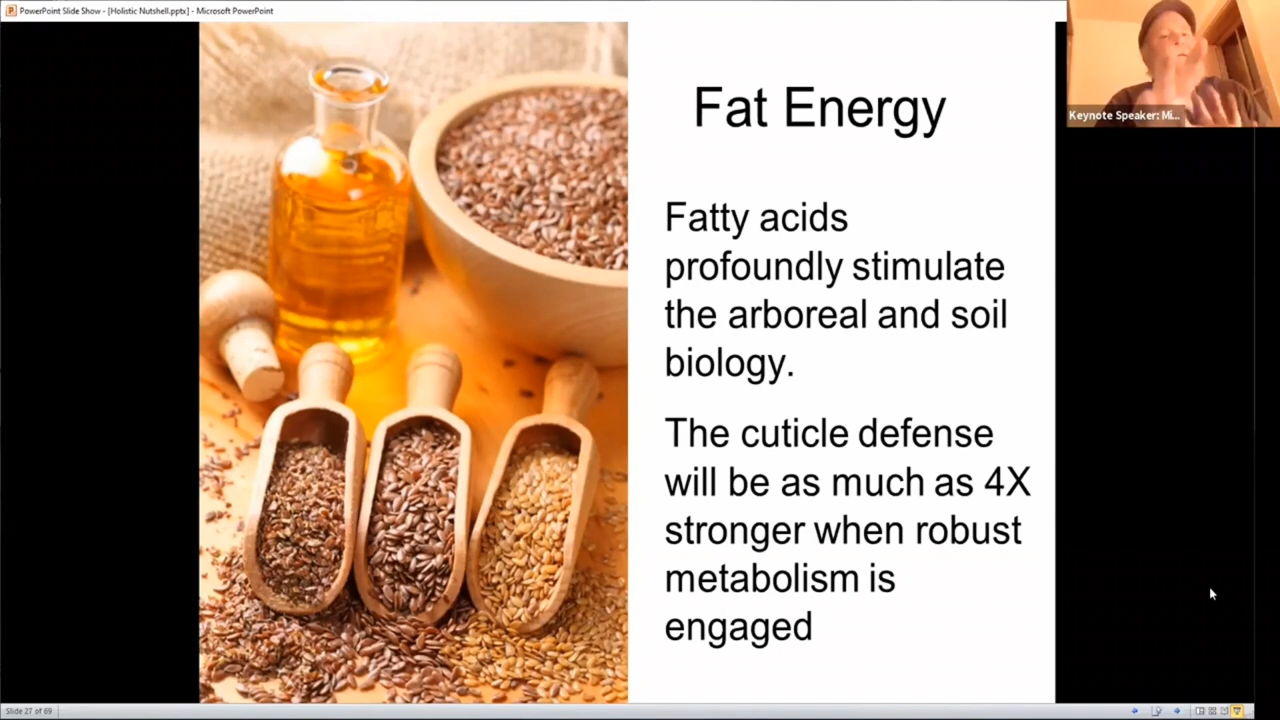 PowerPoint Slide Show - [Holistic Nutshell.pptx] - Microsoft PowerPoint
Keynote Speaker: Mi...
Fat Energy
Fatty acids
profoundly stimulate
the arboreal and soil
biology.
The cuticle defense
will be as much as 4X
stronger when robust
metabolism is
engaged
Slide 27 of 69